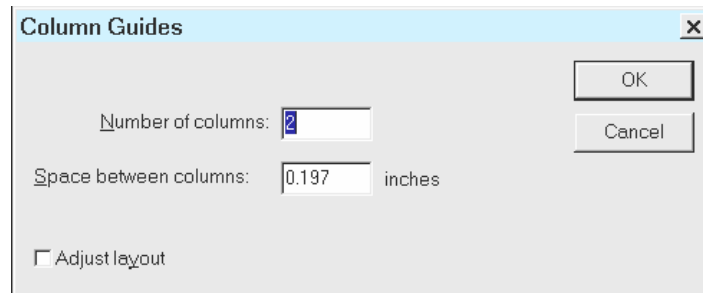 Column Guides
OK
Number of columns: 2
Cancel
Space between columns: 0.197 inches
Adjust layout